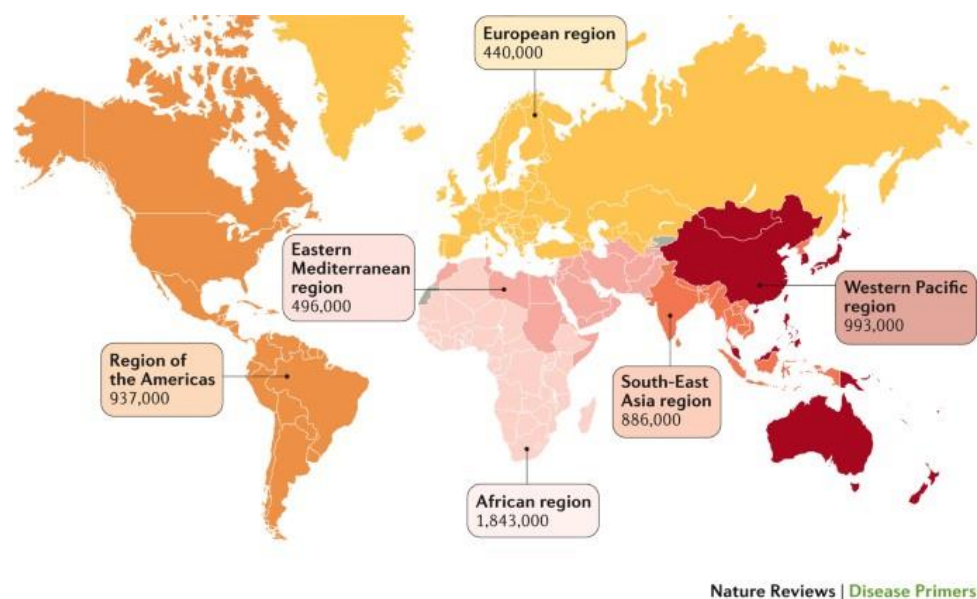 European region
440,000
Eastern
Mediterranean
region
496,000
Western Pacific
region
993,000
Region of
the Americas
937,000
South-East
Asia region
886,000
African region
1,843,000
Nature Reviews | Disease Primers